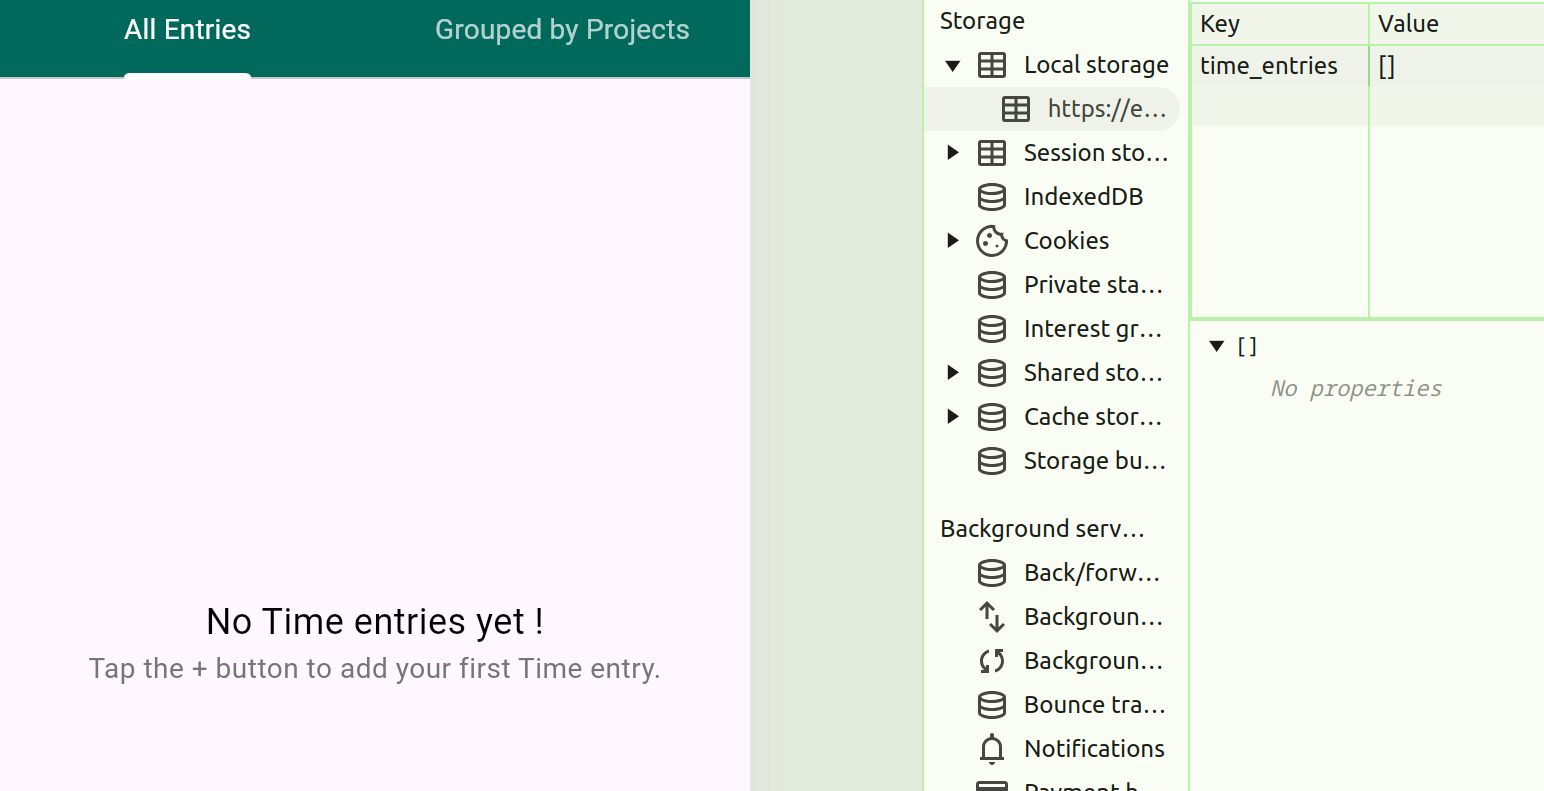 All Entries
Grouped by Projects
No Time entries yet !
Tap the + button to add your first Time entry.
Storage
Local storage
https://e…
Session sto…
IndexedDB
Cookies
Private sta…
Interest gr…
Shared sto…
Cache stor…
Storage bu…
Background serv…
Back/forw…
Backgroun…
Backgroun…
Bounce tra…
Notifications
Payment h…
Key
Value
time_entries
[]
[]
No properties